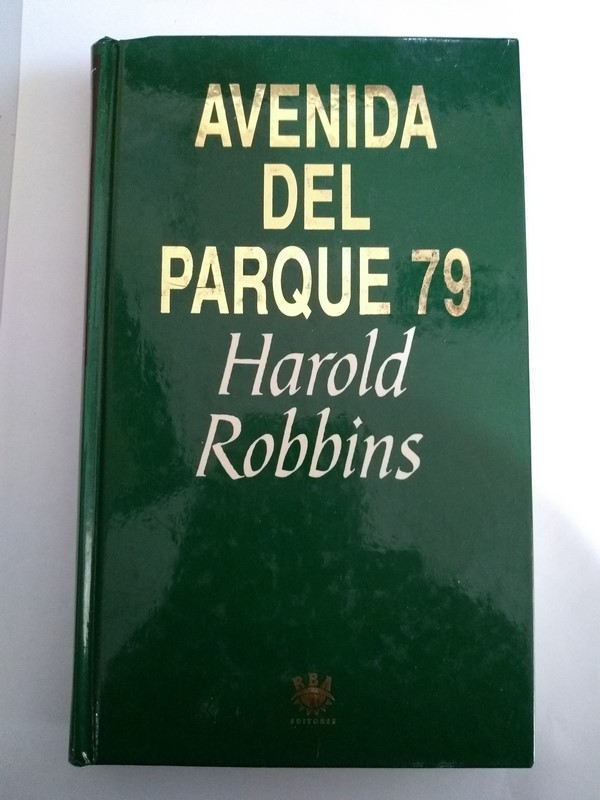 AVENIDA
DEL
PARQUE 79
Harold
Robbins
RBA
EDITORES